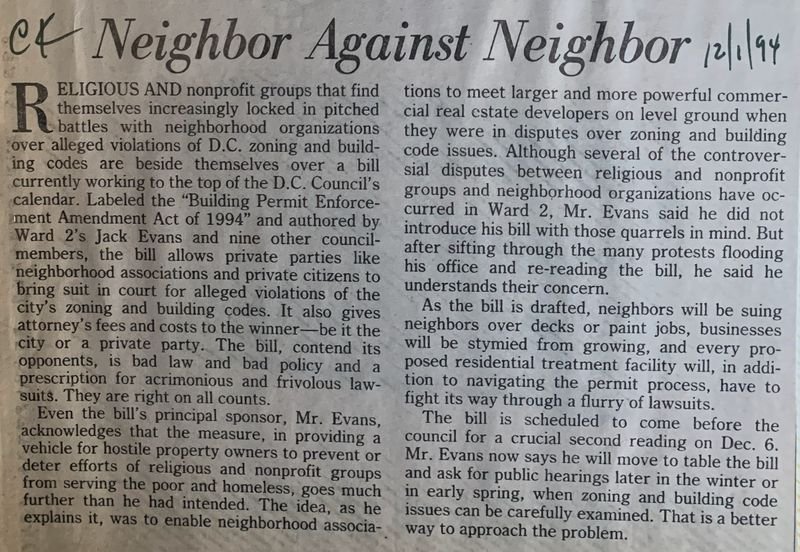 CK Neighbor Against Neighbor 12/1/94
RELIGIOUS AND nonprofit groups that find
themselves increasingly locked in pitched
battles with neighborhood organizations
over alleged violations of D.C. zoning and build-
ing codes are beside themselves over a bill
currently working to the top of the D.C. Council's
calendar. Labeled the “Building Permit Enforce-
ment Amendment Act of 1994” and authored by
Ward 2's Jack Evans and nine other council-
members, the bill allows private parties like
neighborhood associations and private citizens to
bring suit in court for alleged violations of the
city's zoning and building codes. It also gives
attorney's fees and costs to the winner—be it the
city or a private party. The bill, contend its
opponents, is bad law and bad policy and a
prescription for acrimonious and frivolous law-
suits. They are right on all counts.
Even the bill's principal sponsor, Mr. Evans,
acknowledges that the measure, in providing a
vehicle for hostile property owners to prevent or
deter efforts of religious and nonprofit groups
from serving the poor and homeless, goes much
further than he had intended. The idea, as he
explains it, was to enable neighborhood associa-
tions to meet larger and more powerful commer-
cial real estate developers on level ground when
they were in disputes over zoning and building
code issues. Although several of the controver-
sial disputes between religious and nonprofit
groups and neighborhood organizations have oc-
curred in Ward 2, Mr. Evans said he did not
introduce his bill with those quarrels in mind. But
after sifting through the many protests flooding
his office and re-reading the bill, he said he
understands their concern.
As the bill is drafted, neighbors will be suing
neighbors over decks or paint jobs, businesses
will be stymied from growing, and every pro-
posed residential treatment facility will, in addi-
tion to navigating the permit process, have to
fight its way through a flurry of lawsuits.
The bill is scheduled to come before the
council for a crucial second reading on Dec. 6.
Mr. Evans now says he will move to table the bill
and ask for public hearings later in the winter or
in early spring, when zoning and building code
issues can be carefully examined. That is a better
way to approach the problem.